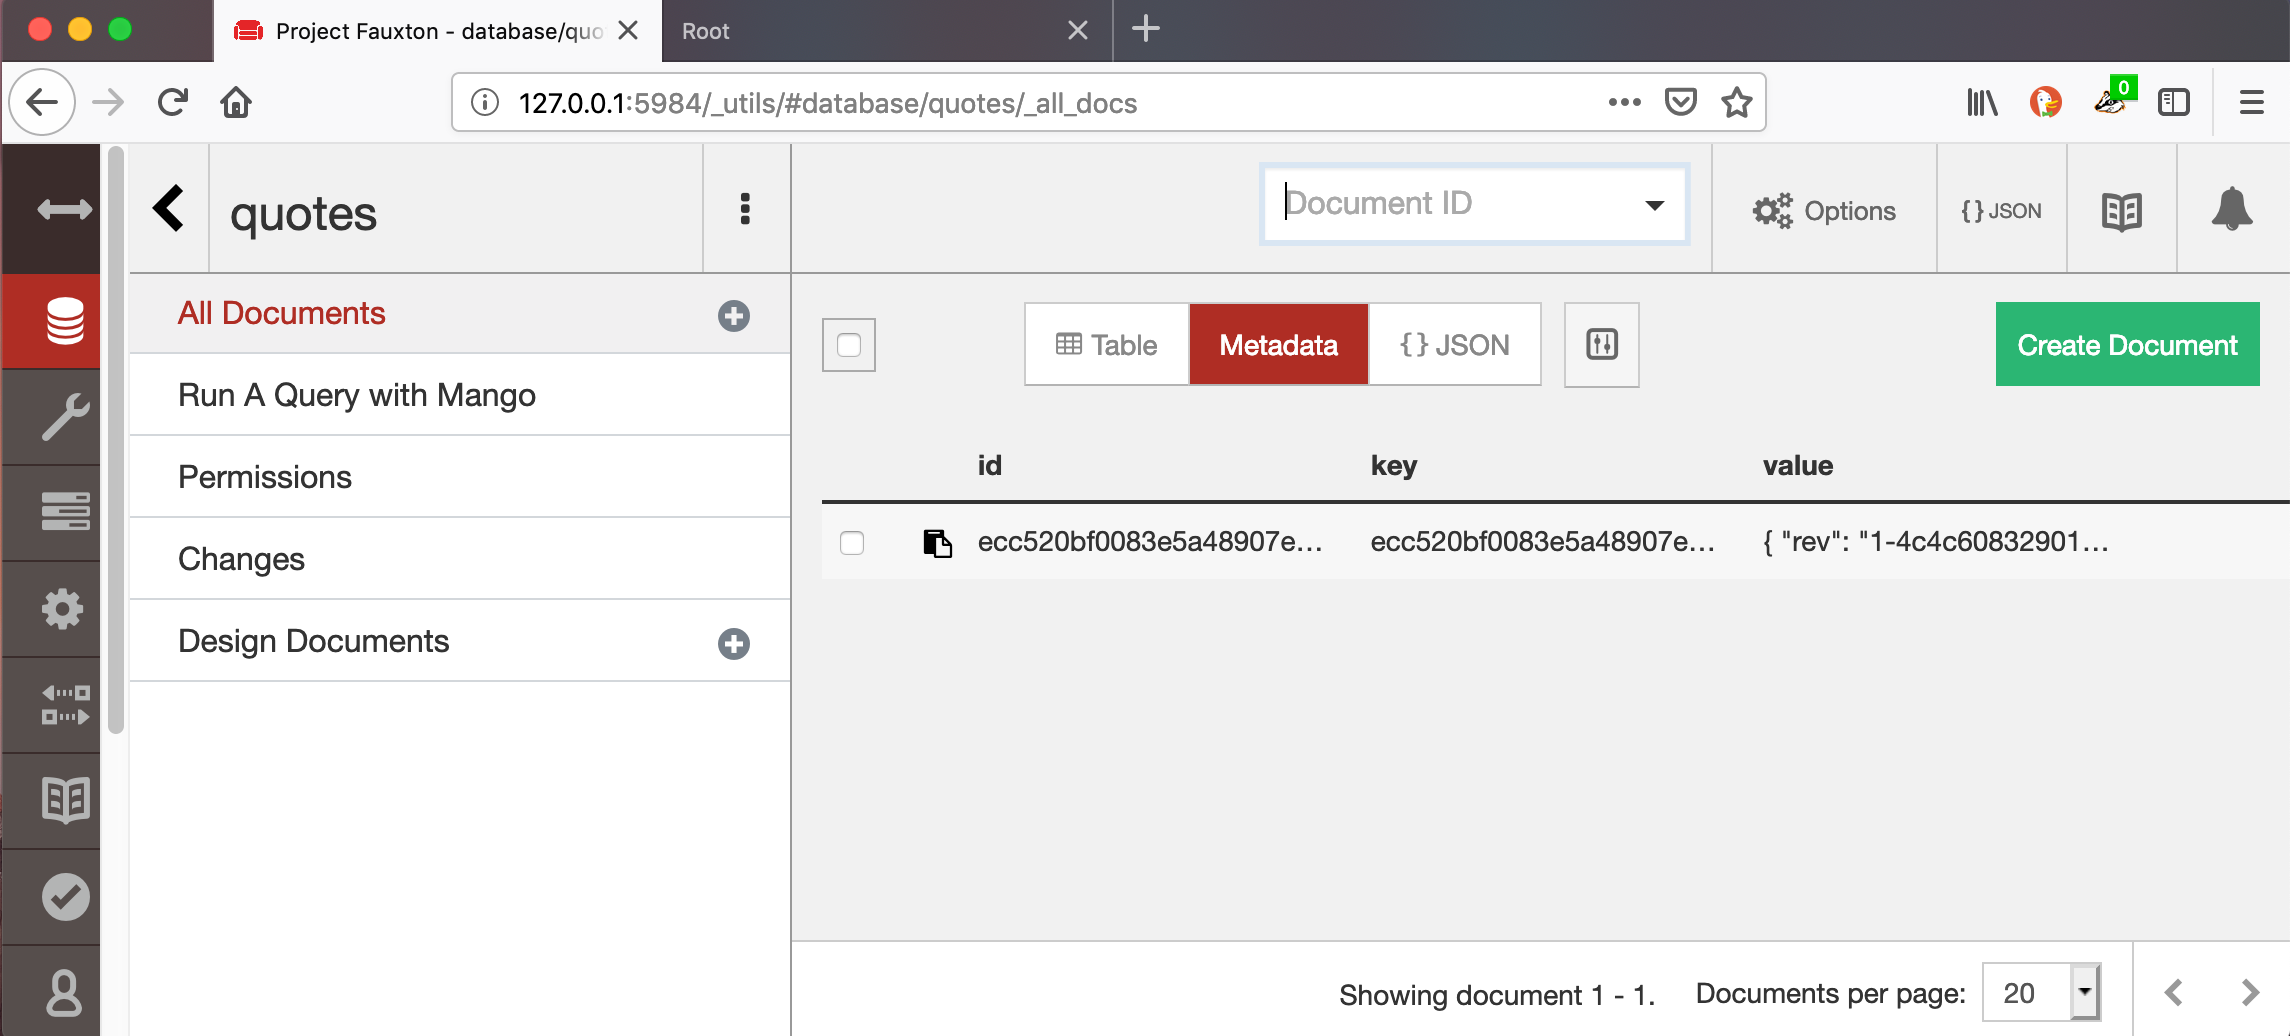 Project Fauxton - database/quo
Root
127.0.0.1:5984/_utils/#database/quotes/_all_docs
0
quotes
Document ID
Options
{} JSON
All Documents
Run A Query with Mango
Permissions
Changes
Design Documents
Table
Metadata
{} JSON
Create Document
id key value
ecc520bf0083e5a48907e... ecc520bf0083e5a48907e... { "rev": "1-4c4c60832901...
Showing document 1 - 1. Documents per page: 20